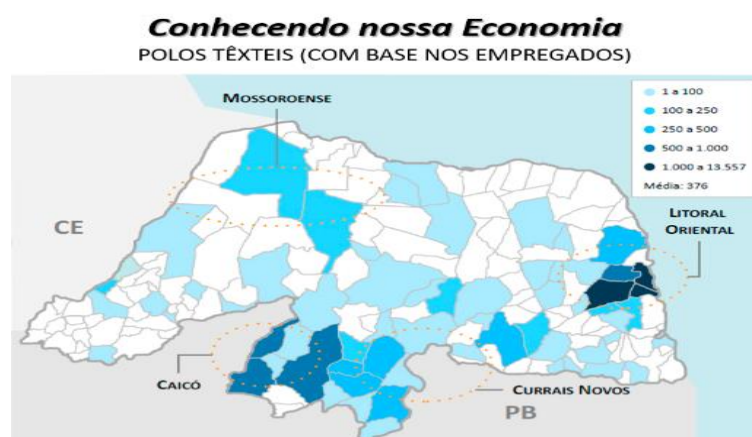 Conhecendo nossa Economia
POLOS TÊXTEIS (COM BASE NOS EMPREGADOS)
MOSSOROENSE
1 a 100
100 a 250
250 a 500
500 a 1.000
1.000 a 13.557
Média: 376
LITORAL
ORIENTAL
CE
CAICÓ
CURRAIS NOVOS
PB